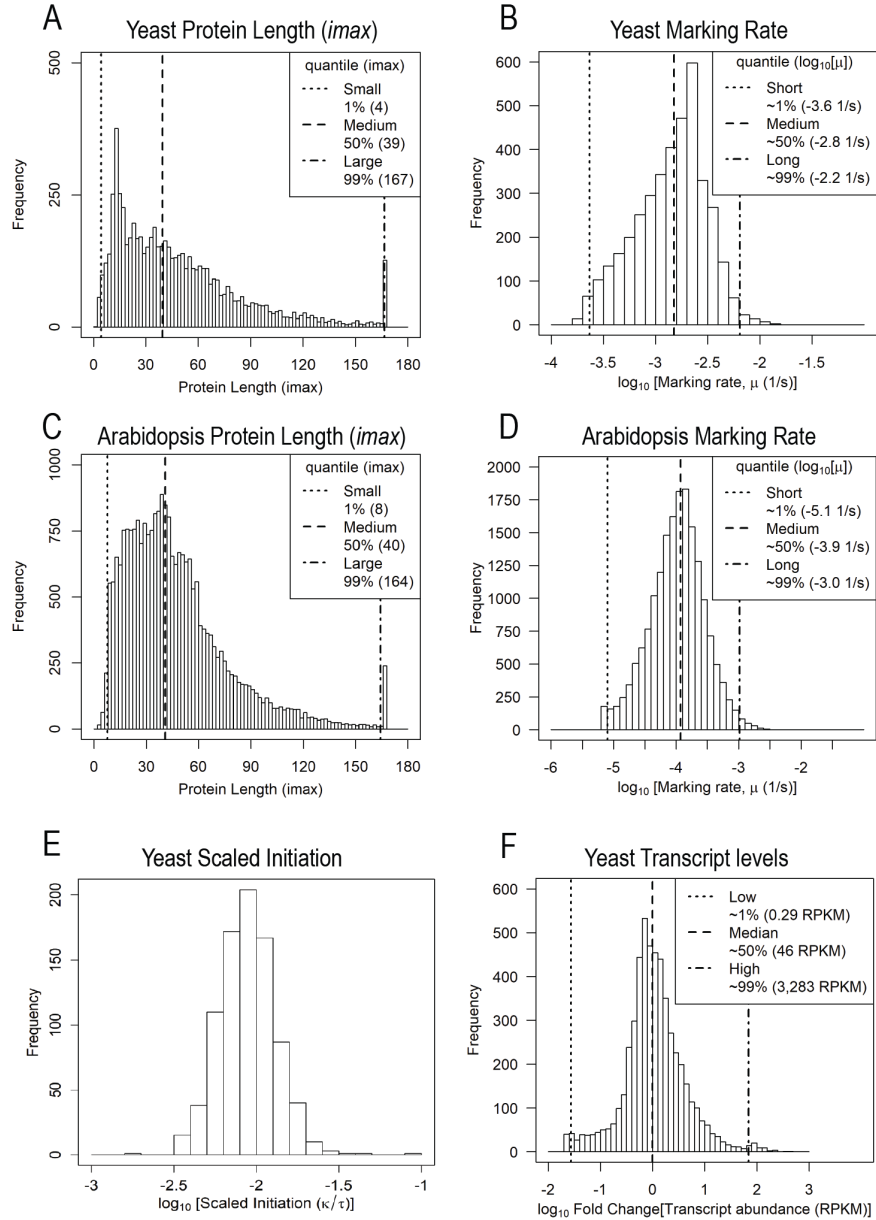 A
Yeast Protein Length (imax)
500
250
0
Frequency
quantile (imax)
Small
1% (4)
Medium
50% (39)
Large
99% (167)
0 30 60 90 120 150 180
Protein Length (imax)
B
Yeast Marking Rate
600
500
400
300
200
100
0
Frequency
quantile (log10[μ])
Short
~1% (-3.6 1/s)
Medium
~50% (-2.8 1/s)
Long
~99% (-2.2 1/s)
-4 -3.5 -3 -2.5 -2 -1.5
log10 [Marking rate, μ (1/s)]
C
Arabidopsis Protein Length (imax)
1000
750
500
250
0
Frequency
quantile (imax)
Small
1% (8)
Medium
50% (40)
Large
99% (164)
0 30 60 90 120 150 180
Protein Length (imax)
D
Arabidopsis Marking Rate
2000
1750
1500
1250
1000
750
500
250
0
Frequency
quantile (log10[μ])
Short
~1% (-5.1 1/s)
Medium
~50% (-3.9 1/s)
Long
~99% (-3.0 1/s)
-6 -5 -4 -3 -2 -1
log10 [Marking rate, μ (1/s)]
E
Yeast Scaled Initiation
200
150
100
50
0
Frequency
-3 -2.5 -2 -1.5 -1
log10 [Scaled Initiation (κ/τ)]
F
Yeast Transcript levels
600
500
400
300
200
100
0
Frequency
Low
~1% (0.29 RPKM)
Median
~50% (46 RPKM)
High
~99% (3,283 RPKM)
-2 -1 0 1 2 3
log10 Fold Change[Transcript abundance (RPKM)]